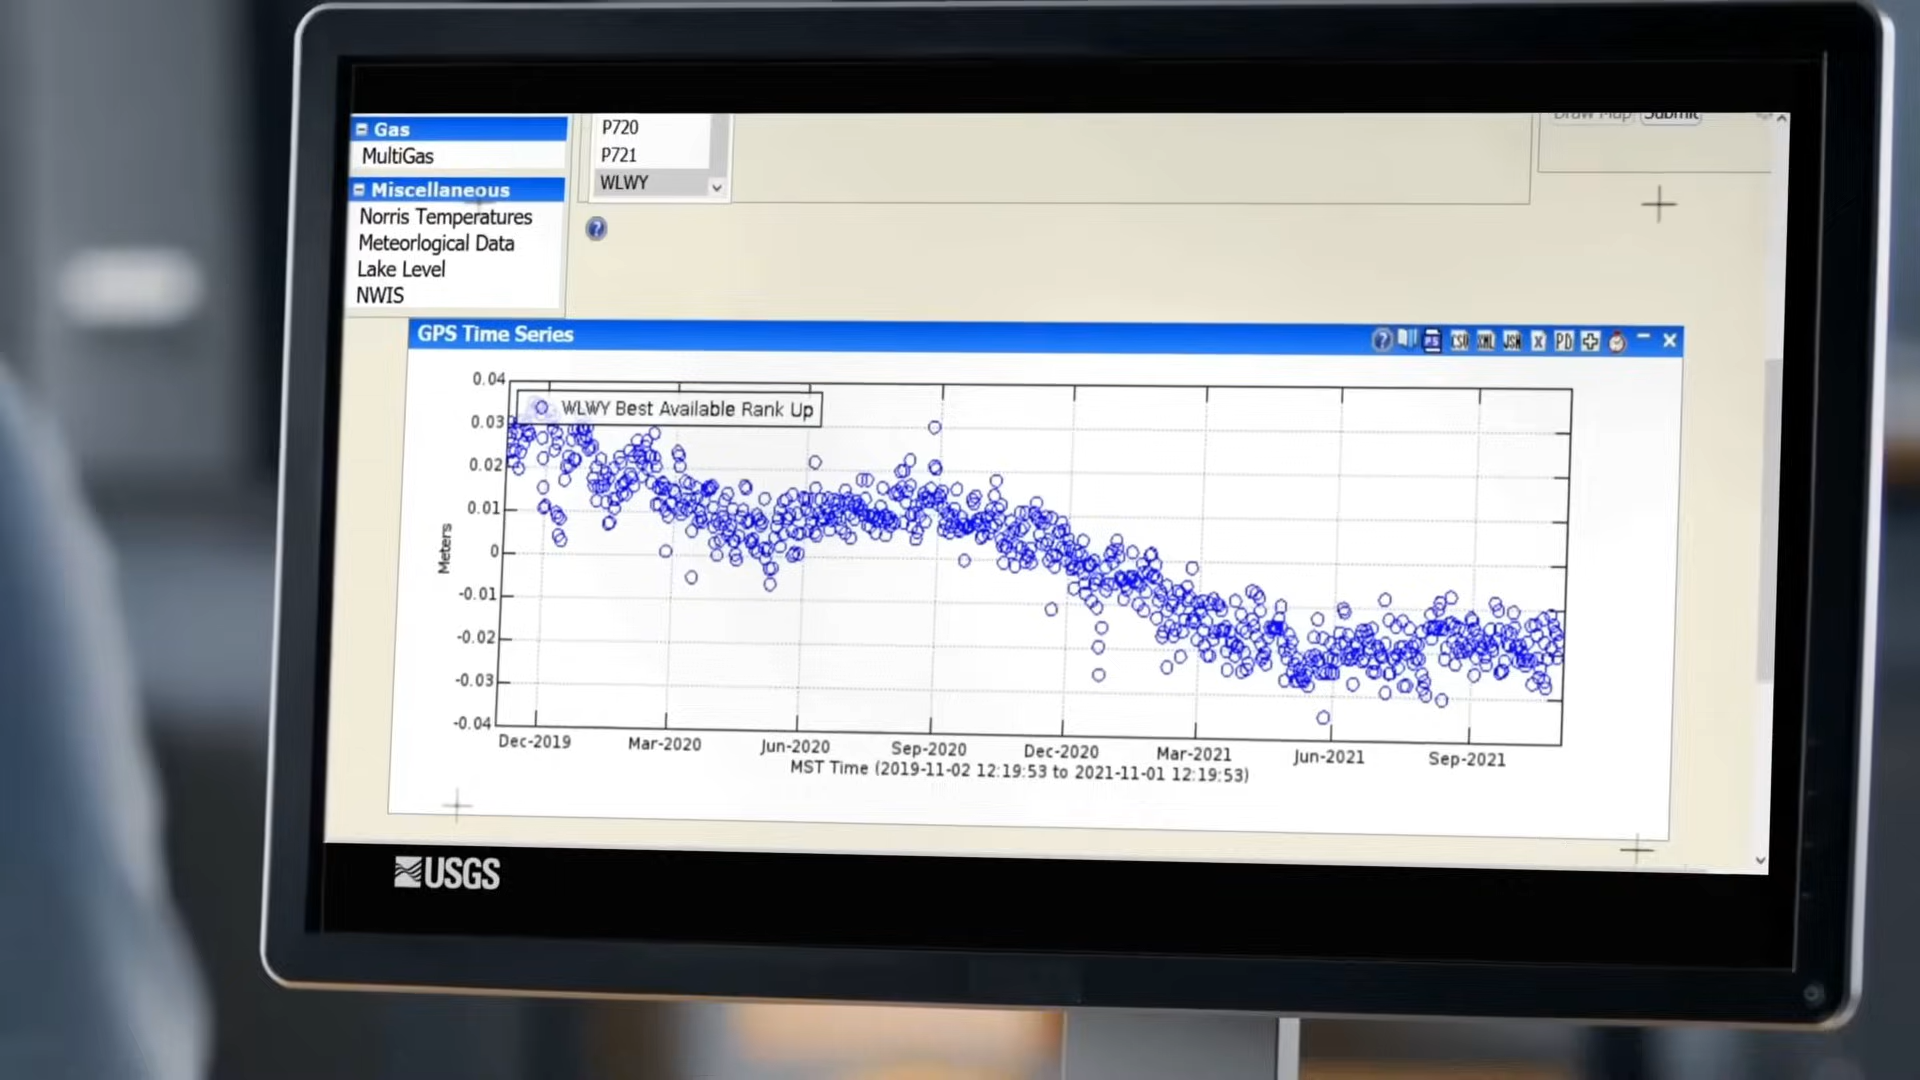 Gas
MultiGas
Miscellaneous
Norris Temperatures
Meteorlogical Data
Lake Level
NWIS
P720
P721
WLWY
Draw Map Submit
GPS Time Series
WLWY Best Available Rank Up
0.04
0.03
0.02
0.01
0
-0.01
-0.02
-0.03
-0.04
Meters
Dec-2019 Mar-2020 Jun-2020 Sep-2020 Dec-2020 Mar-2021 Jun-2021 Sep-2021
MST Time (2019-11-02 12:19:53 to 2021-11-01 12:19:53)
USGS